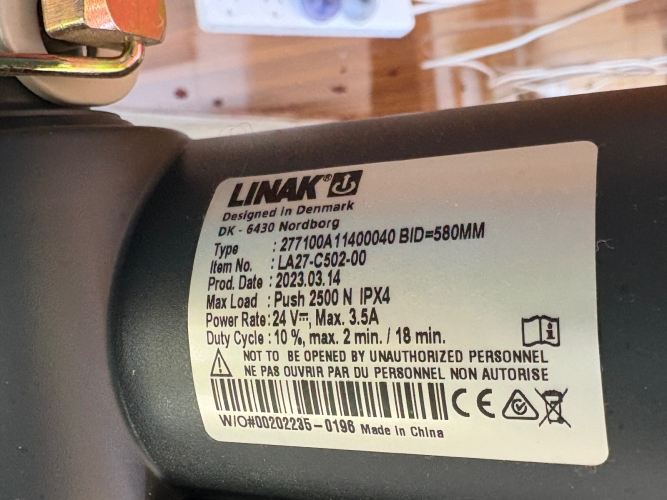 LINAK®
Designed in Denmark
DK - 6430 Nordborg
Type : 277100A11400040 BID=580MM
Item No. : LA27-C502-00
Prod. Date : 2023.03.14
Max Load : Push 2500 N IPX4
Power Rate : 24 V⎓, Max. 3.5A
Duty Cycle : 10 %, max. 2 min. / 18 min.
NOT TO BE OPENED BY UNAUTHORIZED PERSONNEL
NE PAS OUVRIR PAR DU PERSONNEL NON AUTORISE
CE
W/O#00202235-0196 Made in China